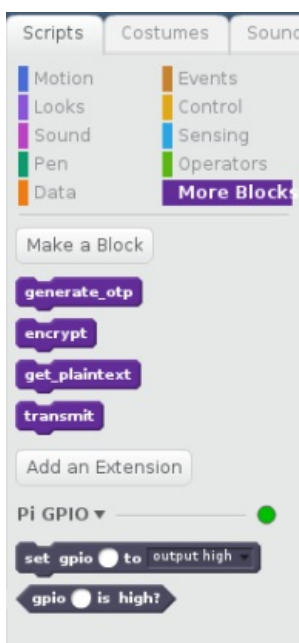 Scripts Costumes Sound
Motion Events
Looks Control
Sound Sensing
Pen Operators
Data More Blocks
Make a Block
generate_otp
encrypt
get_plaintext
transmit
Add an Extension
Pi GPIO
set gpio to output high
gpio is high?